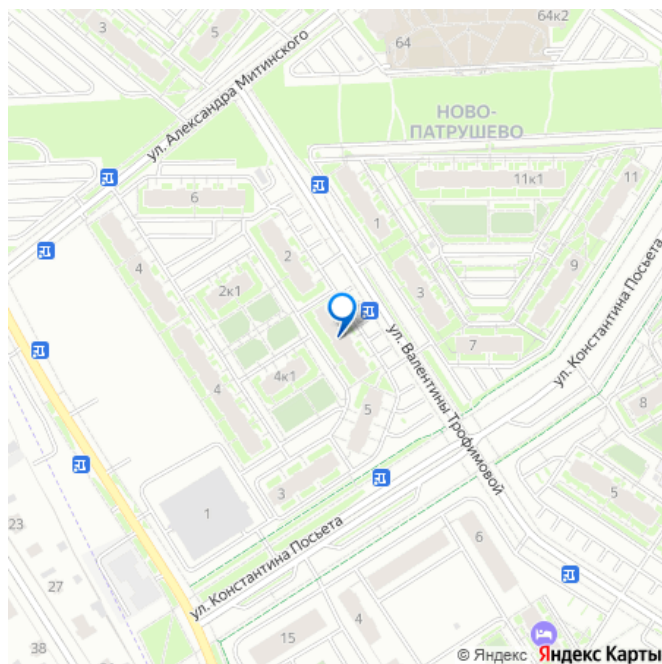 64к2
3
5
64
ул. Александра Митинского
НОВО-
ПАТРУШЕВО
11к1
11
6
1
4
2
9
2к1
3
ул. Константина Посьета
7
ул. Валентины Трофимовой
4к1
4
5
8
3
5
1
23
6
ул. Константина Посьета
27
4
15
38
© Яндекс Яндекс Карты